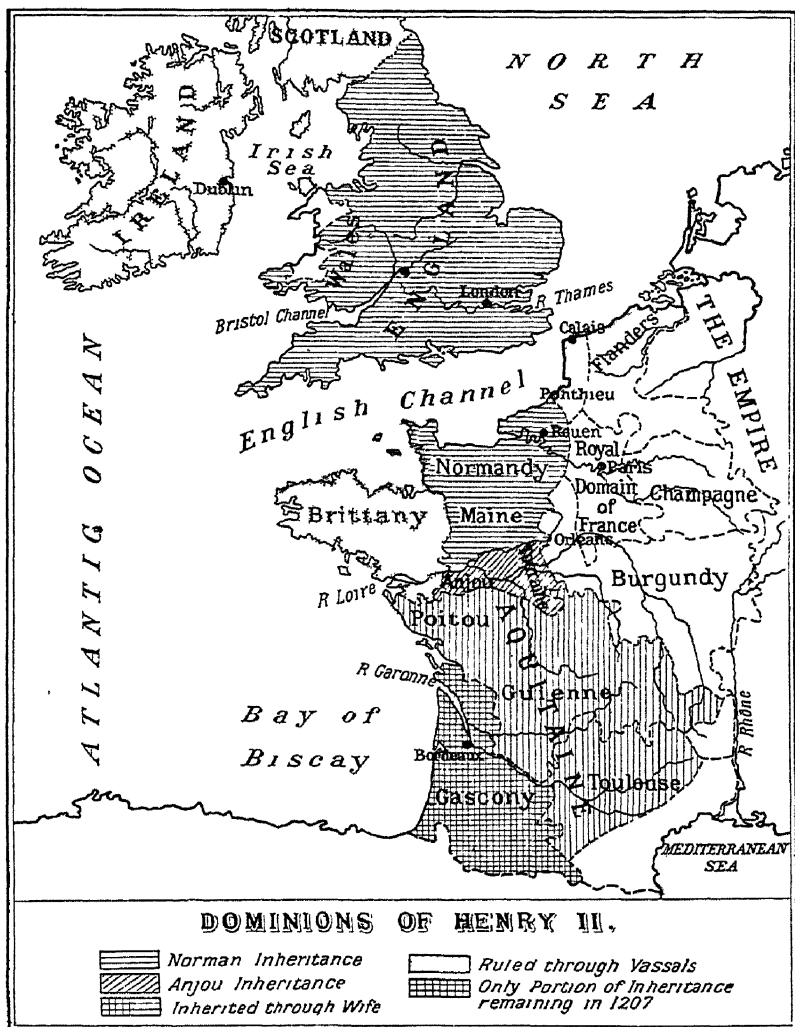 SCOTLAND
NORTH
SEA
IRELAND
Irish
Sea
Dublin
ENGLAND
Wales
London
R Thames
Bristol Channel
Calais
Flanders
THE EMPIRE
English Channel
Ponthieu
Rouen
Royal
Paris
Domain
of
France
Champagne
Normandy
ATLANTIC OCEAN
Brittany
Maine
Orleans
Anjou
Touraine
Burgundy
R Loire
Poitou
AQUITAINE
R Garonne
Guienne
R Rhône
Bay of
Biscay
Bordeaux
Toulouse
Gascony
MEDITERRANEAN
SEA
DOMINIONS OF HENRY II.
Norman Inheritance
Anjou Inheritance
Inherited through Wife
Ruled through Vassals
Only Portion of Inheritance
remaining in 1207